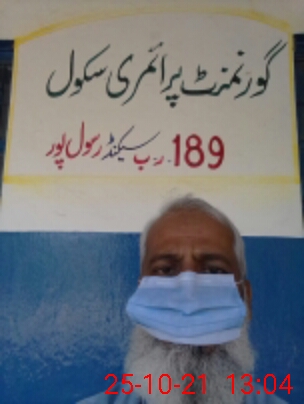 گورنمنٹ پرائمری سکول
189 ر.ب سیکنڈ رسول پور
25-10-21 13:04